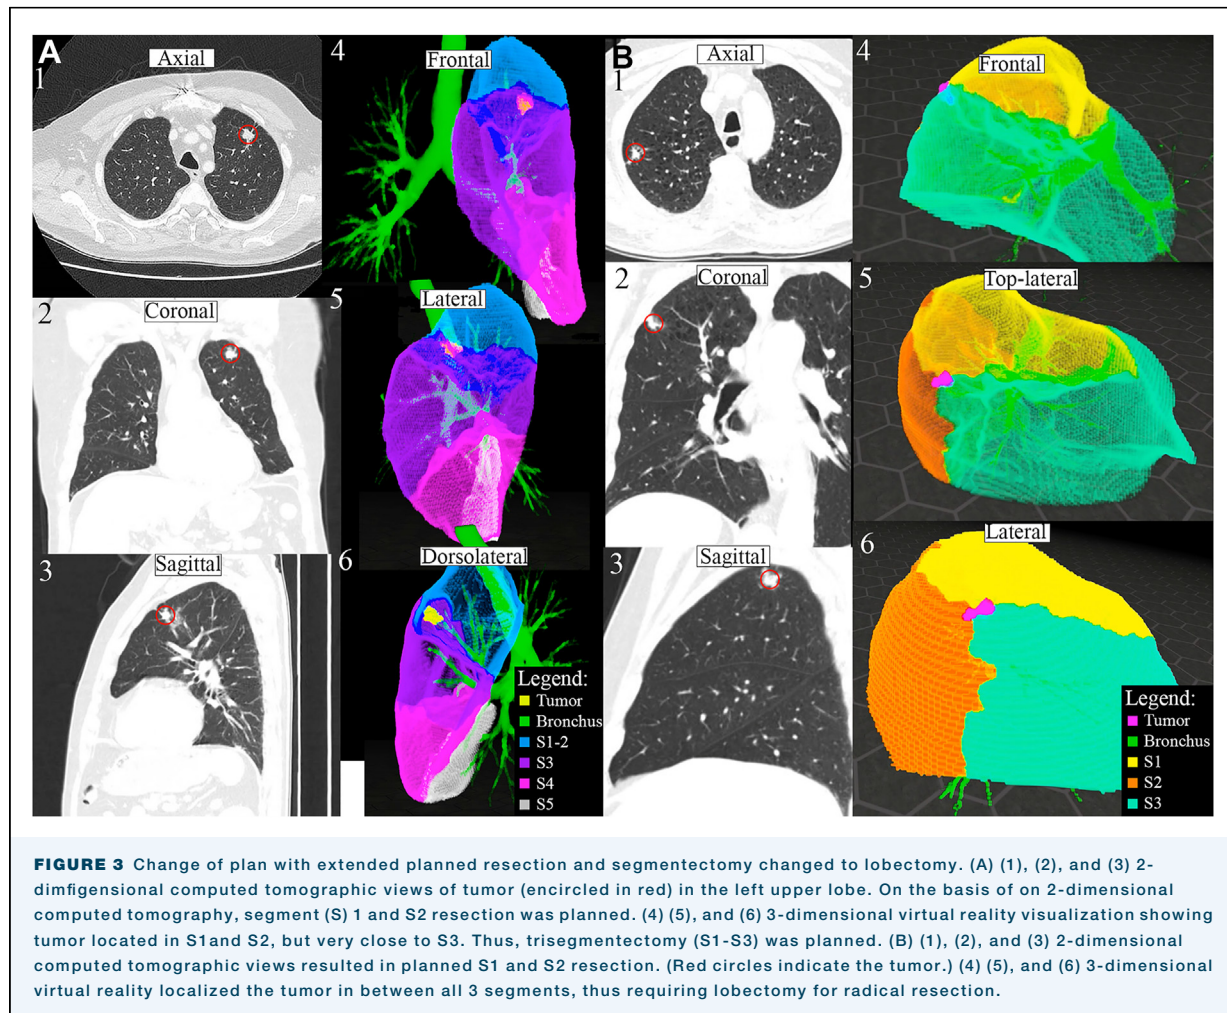 A
1
Axial
2
Coronal
3
Sagittal
4
Frontal
5
Lateral
6
Dorsolateral
Legend:
Tumor
Bronchus
S1-2
S3
S4
S5
B
1
Axial
2
Coronal
3
Sagittal
4
Frontal
5
Top-lateral
6
Lateral
Legend:
Tumor
Bronchus
S1
S2
S3
FIGURE 3 Change of plan with extended planned resection and segmentectomy changed to lobectomy. (A) (1), (2), and (3) 2-
dimfigensional computed tomographic views of tumor (encircled in red) in the left upper lobe. On the basis of on 2-dimensional
computed tomography, segment (S) 1 and S2 resection was planned. (4) (5), and (6) 3-dimensional virtual reality visualization showing
tumor located in S1and S2, but very close to S3. Thus, trisegmentectomy (S1-S3) was planned. (B) (1), (2), and (3) 2-dimensional
computed tomographic views resulted in planned S1 and S2 resection. (Red circles indicate the tumor.) (4) (5), and (6) 3-dimensional
virtual reality localized the tumor in between all 3 segments, thus requiring lobectomy for radical resection.